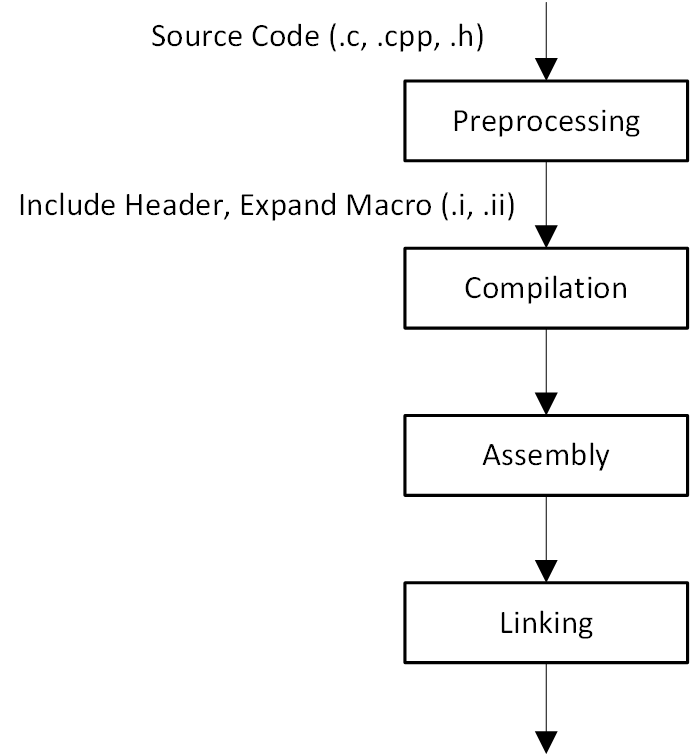 Source Code (.c, .cpp, .h)
Preprocessing
Include Header, Expand Macro (.i, .ii)
Compilation
Assembly
Linking